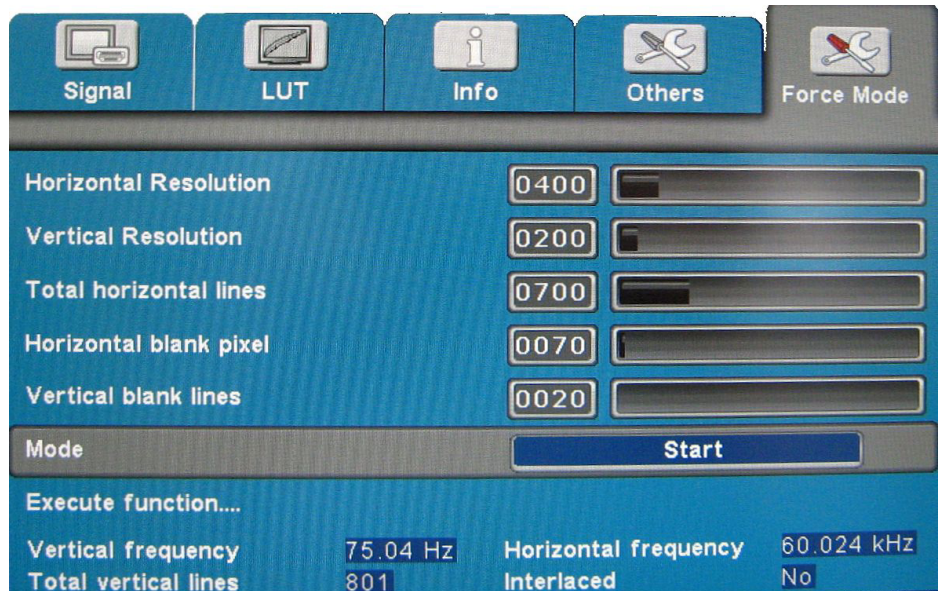 Signal LUT Info Others Force Mode
Horizontal Resolution 0400
Vertical Resolution 0200
Total horizontal lines 0700
Horizontal blank pixel 0070
Vertical blank lines 0020
Mode Start
Execute function....
Vertical frequency 75.04 Hz Horizontal frequency 60.024 kHz
Total vertical lines 801 Interlaced No